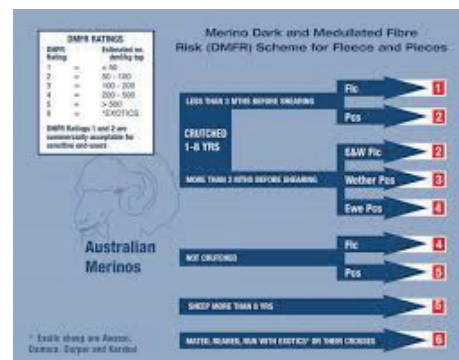 DMFR RATINGS
DMFR Rating Estimated no. dmf/kg top
1 = < 50
2 = 50 - 100
3 = 100 - 200
4 = 200 - 500
5 = > 500
6 = *EXOTICS
DMFR Ratings 1 and 2 are
commercially acceptable for
sensitive end-users
Merino Dark and Medullated Fibre
Risk (DMFR) Scheme for Fleece and Pieces
LESS THAN 3 MTHS BEFORE SHEARING
Flc 1
Pcs 2
CRUTCHED
1-8 YRS
E&W Flc 2
MORE THAN 3 MTHS BEFORE SHEARING
Wether Pcs 3
Ewe Pcs 4
Australian
Merinos
NOT CRUTCHED
Flc 4
Pcs 5
SHEEP MORE THAN 8 YRS
5
MATED, REARED, RUN WITH EXOTICS* OR THEIR CROSSES
6
* Exotic sheep are Awassi,
Damara, Dorper and Karakul